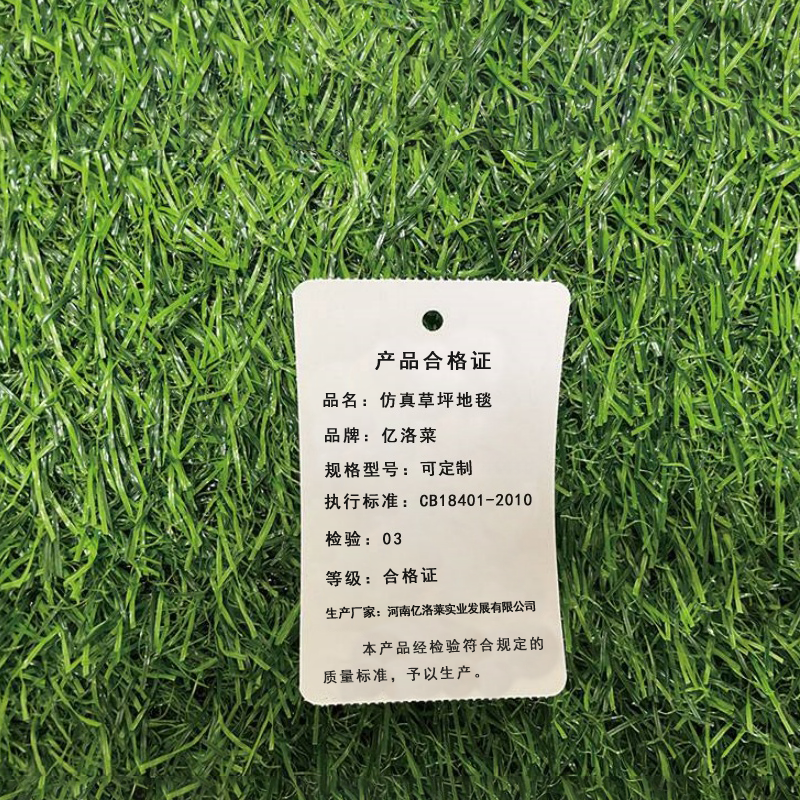 产品合格证
品名：仿真草坪地毯
品牌：亿洛菜
规格型号：可定制
执行标准：CB18401-2010
检验：03
等级：合格证
生产厂家：河南亿洛莱实业发展有限公司
本产品经检验符合规定的
质量标准，予以生产。